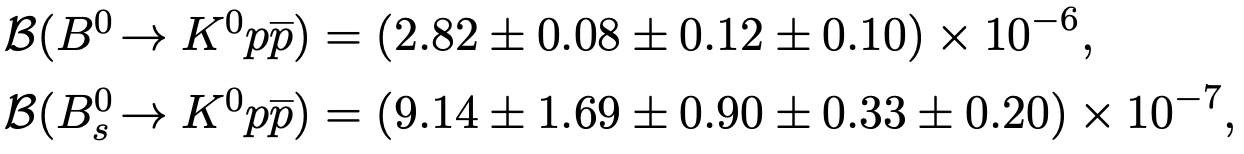 ℬ(B⁰ → K⁰pp̅) = (2.82 ± 0.08 ± 0.12 ± 0.10) × 10⁻⁶,
ℬ(Bₛ⁰ → K⁰pp̅) = (9.14 ± 1.69 ± 0.90 ± 0.33 ± 0.20) × 10⁻⁷,